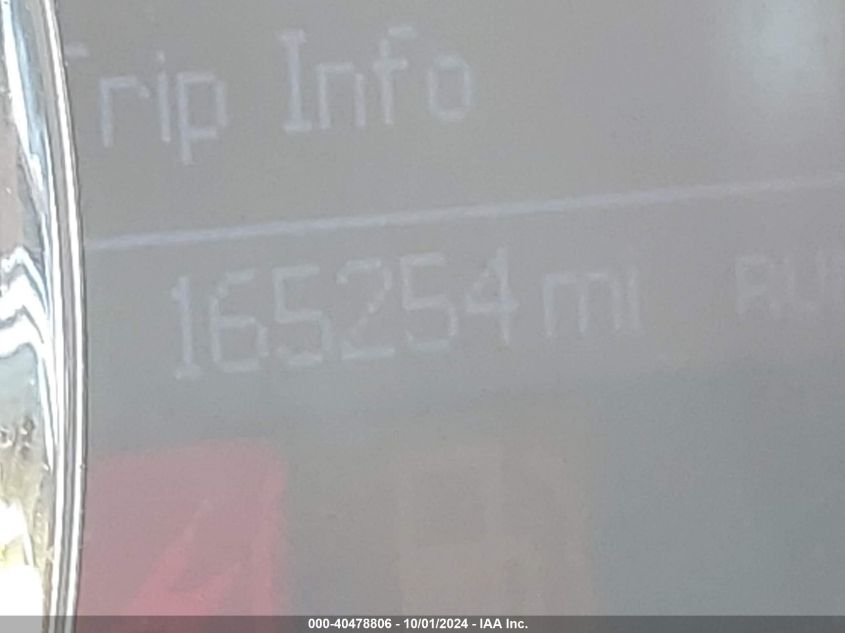 Trip Info
165254 mi
000-40478806 - 10/01/2024 - IAA Inc.